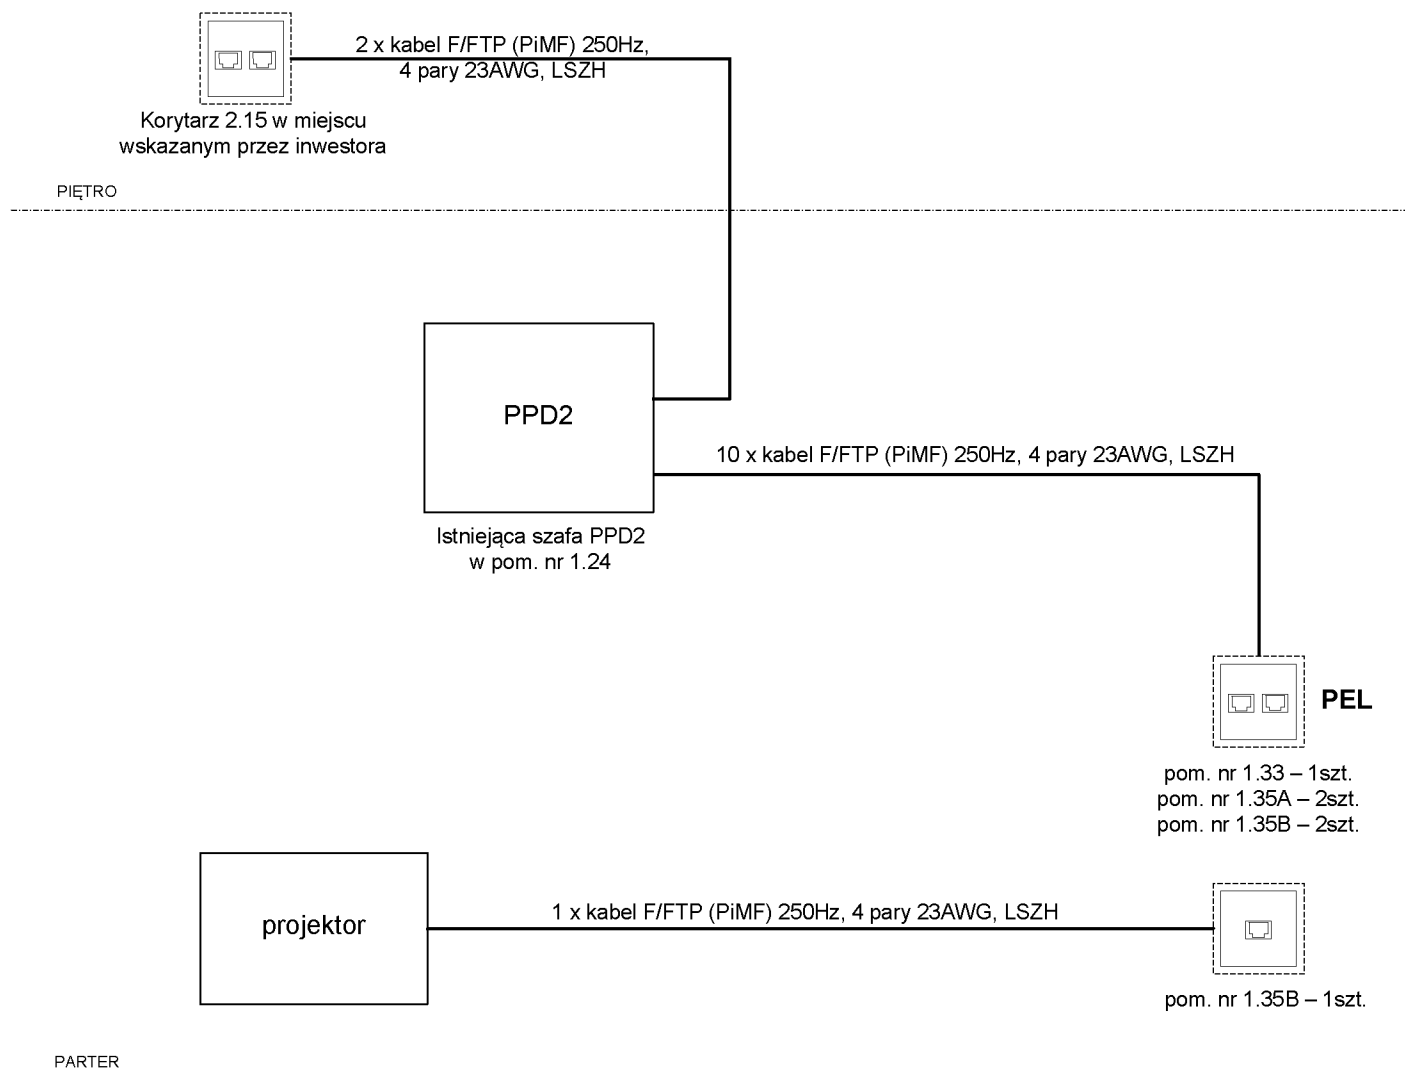 2 x kabel F/FTP (PiMF) 250Hz,
4 pary 23AWG, LSZH
Korytarz 2.15 w miejscu
wskazanym przez inwestora
PIĘTRO
PPD2
10 x kabel F/FTP (PiMF) 250Hz, 4 pary 23AWG, LSZH
Istniejąca szafa PPD2
w pom. nr 1.24
PEL
pom. nr 1.33 – 1szt.
pom. nr 1.35A – 2szt.
pom. nr 1.35B – 2szt.
projektor
1 x kabel F/FTP (PiMF) 250Hz, 4 pary 23AWG, LSZH
pom. nr 1.35B – 1szt.
PARTER